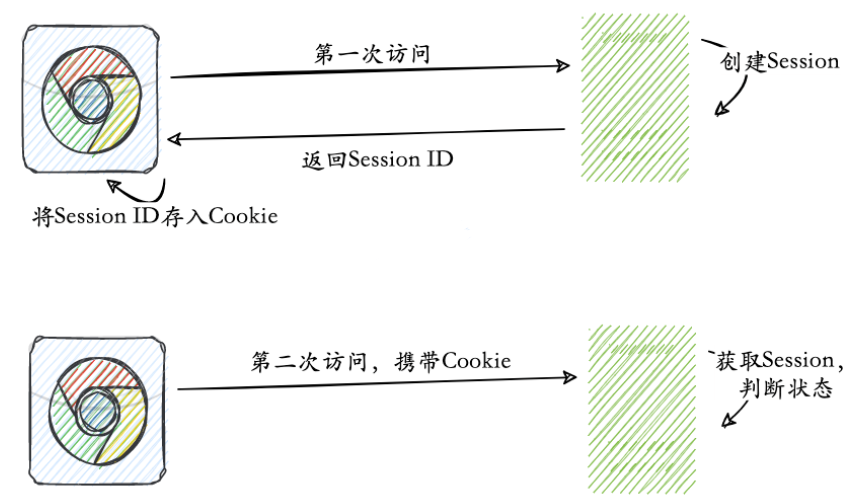 第一次访问
创建Session
返回Session ID
将Session ID存入Cookie
第二次访问，携带Cookie
获取Session，
判断状态